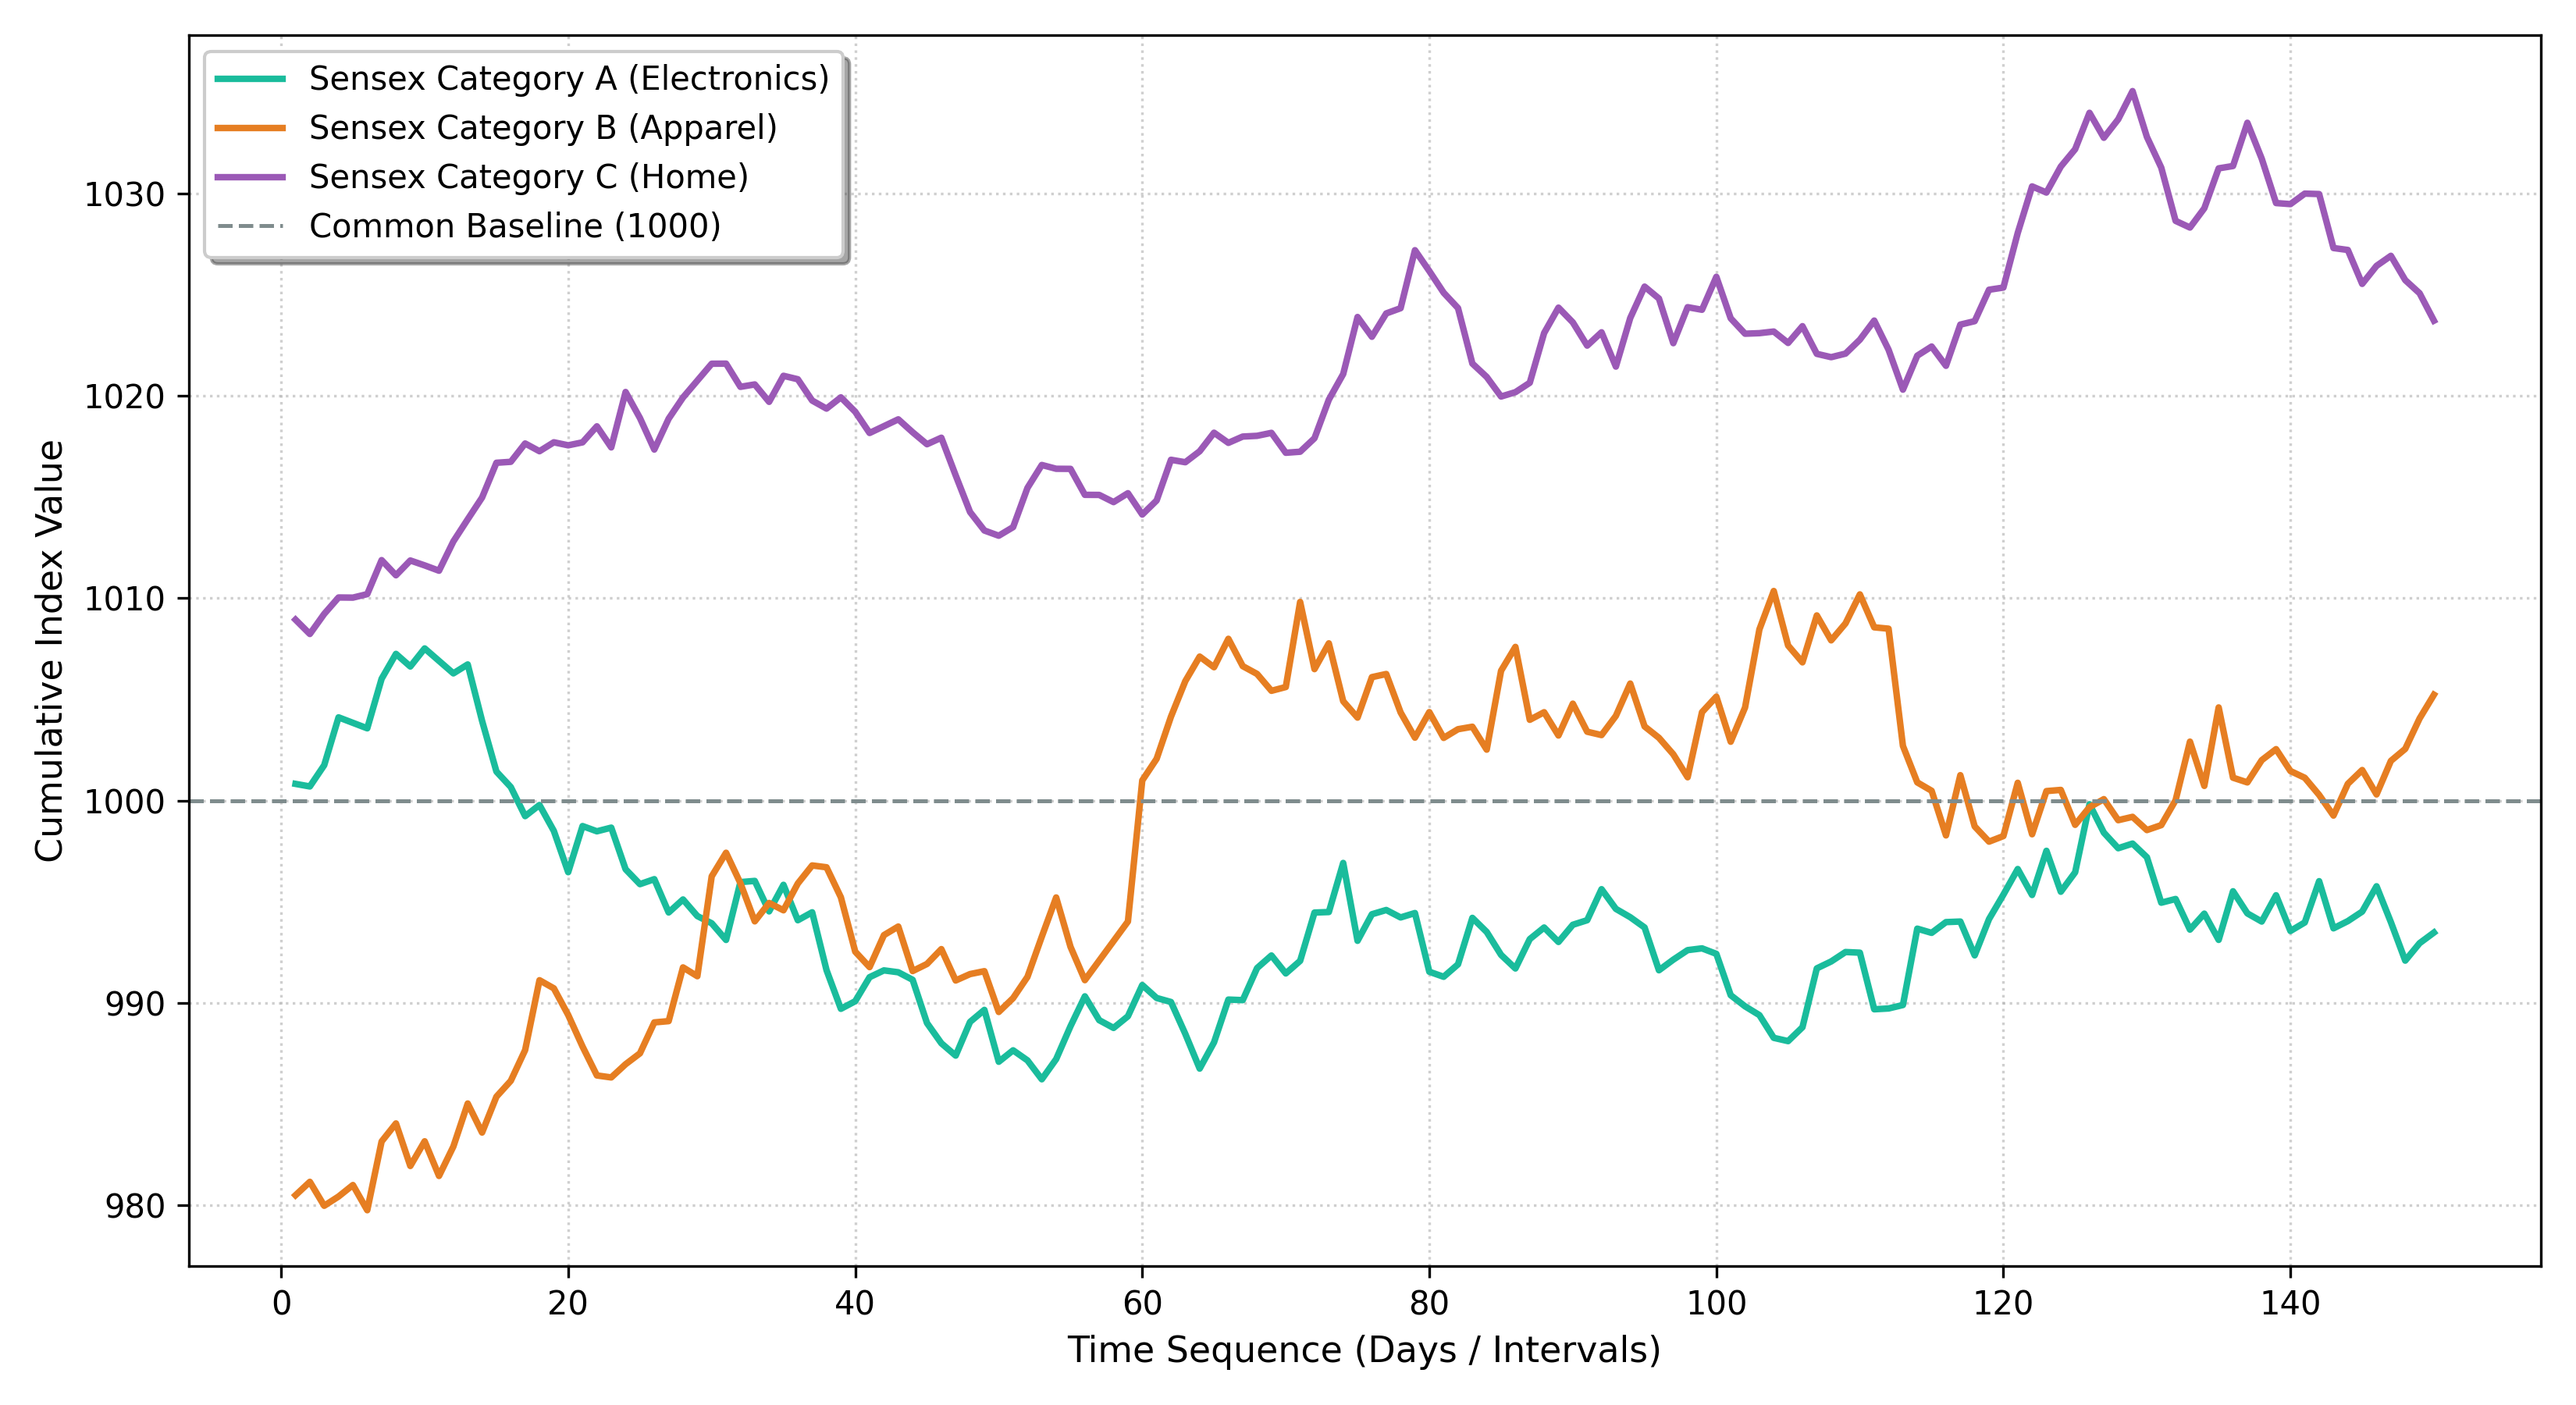 Sensex Category A (Electronics)
Sensex Category B (Apparel)
Sensex Category C (Home)
Common Baseline (1000)
Cumulative Index Value
1030
1020
1010
1000
990
980
0 20 40 60 80 100 120 140
Time Sequence (Days / Intervals)